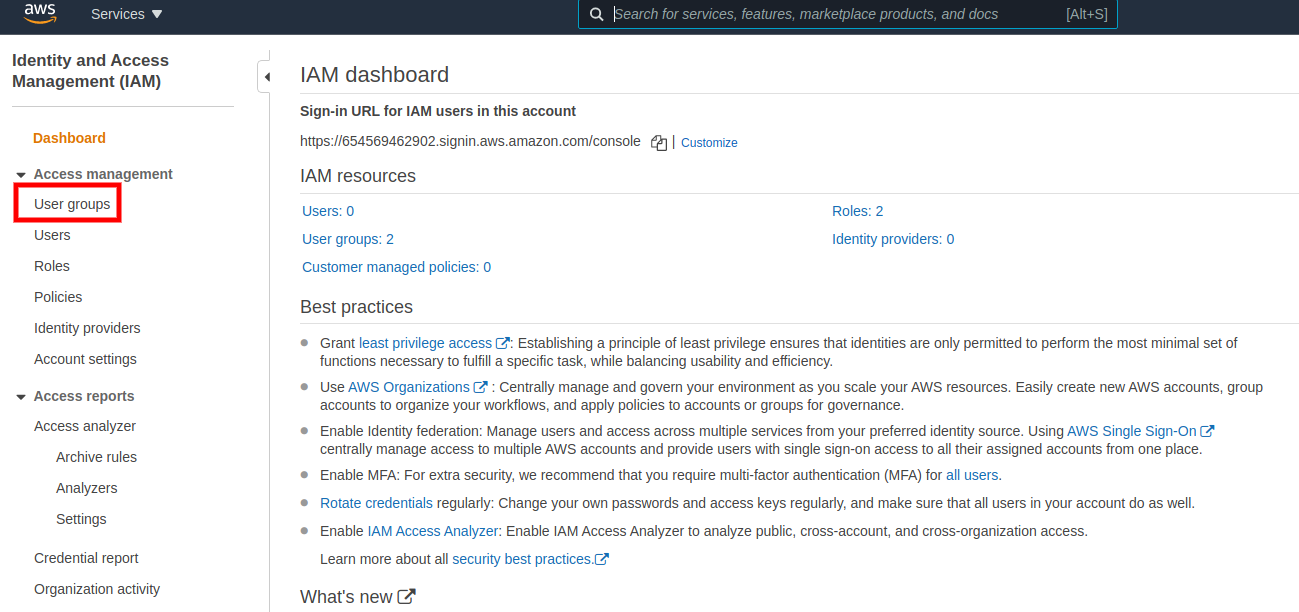 aws
Services ▼
Search for services, features, marketplace products, and docs
[Alt+S]
Identity and Access
Management (IAM)
Dashboard
Access management
User groups
Users
Roles
Policies
Identity providers
Account settings
Access reports
Access analyzer
Archive rules
Analyzers
Settings
Credential report
Organization activity
IAM dashboard
Sign-in URL for IAM users in this account
https://654569462902.signin.aws.amazon.com/console | Customize
IAM resources
Users: 0
Roles: 2
User groups: 2
Identity providers: 0
Customer managed policies: 0
Best practices
Grant least privilege access : Establishing a principle of least privilege ensures that identities are only permitted to perform the most minimal set of
functions necessary to fulfill a specific task, while balancing usability and efficiency.
Use AWS Organizations : Centrally manage and govern your environment as you scale your AWS resources. Easily create new AWS accounts, group
accounts to organize your workflows, and apply policies to accounts or groups for governance.
Enable Identity federation: Manage users and access across multiple services from your preferred identity source. Using AWS Single Sign-On
centrally manage access to multiple AWS accounts and provide users with single sign-on access to all their assigned accounts from one place.
Enable MFA: For extra security, we recommend that you require multi-factor authentication (MFA) for all users.
Rotate credentials regularly: Change your own passwords and access keys regularly, and make sure that all users in your account do as well.
Enable IAM Access Analyzer: Enable IAM Access Analyzer to analyze public, cross-account, and cross-organization access.
Learn more about all security best practices.
What's new